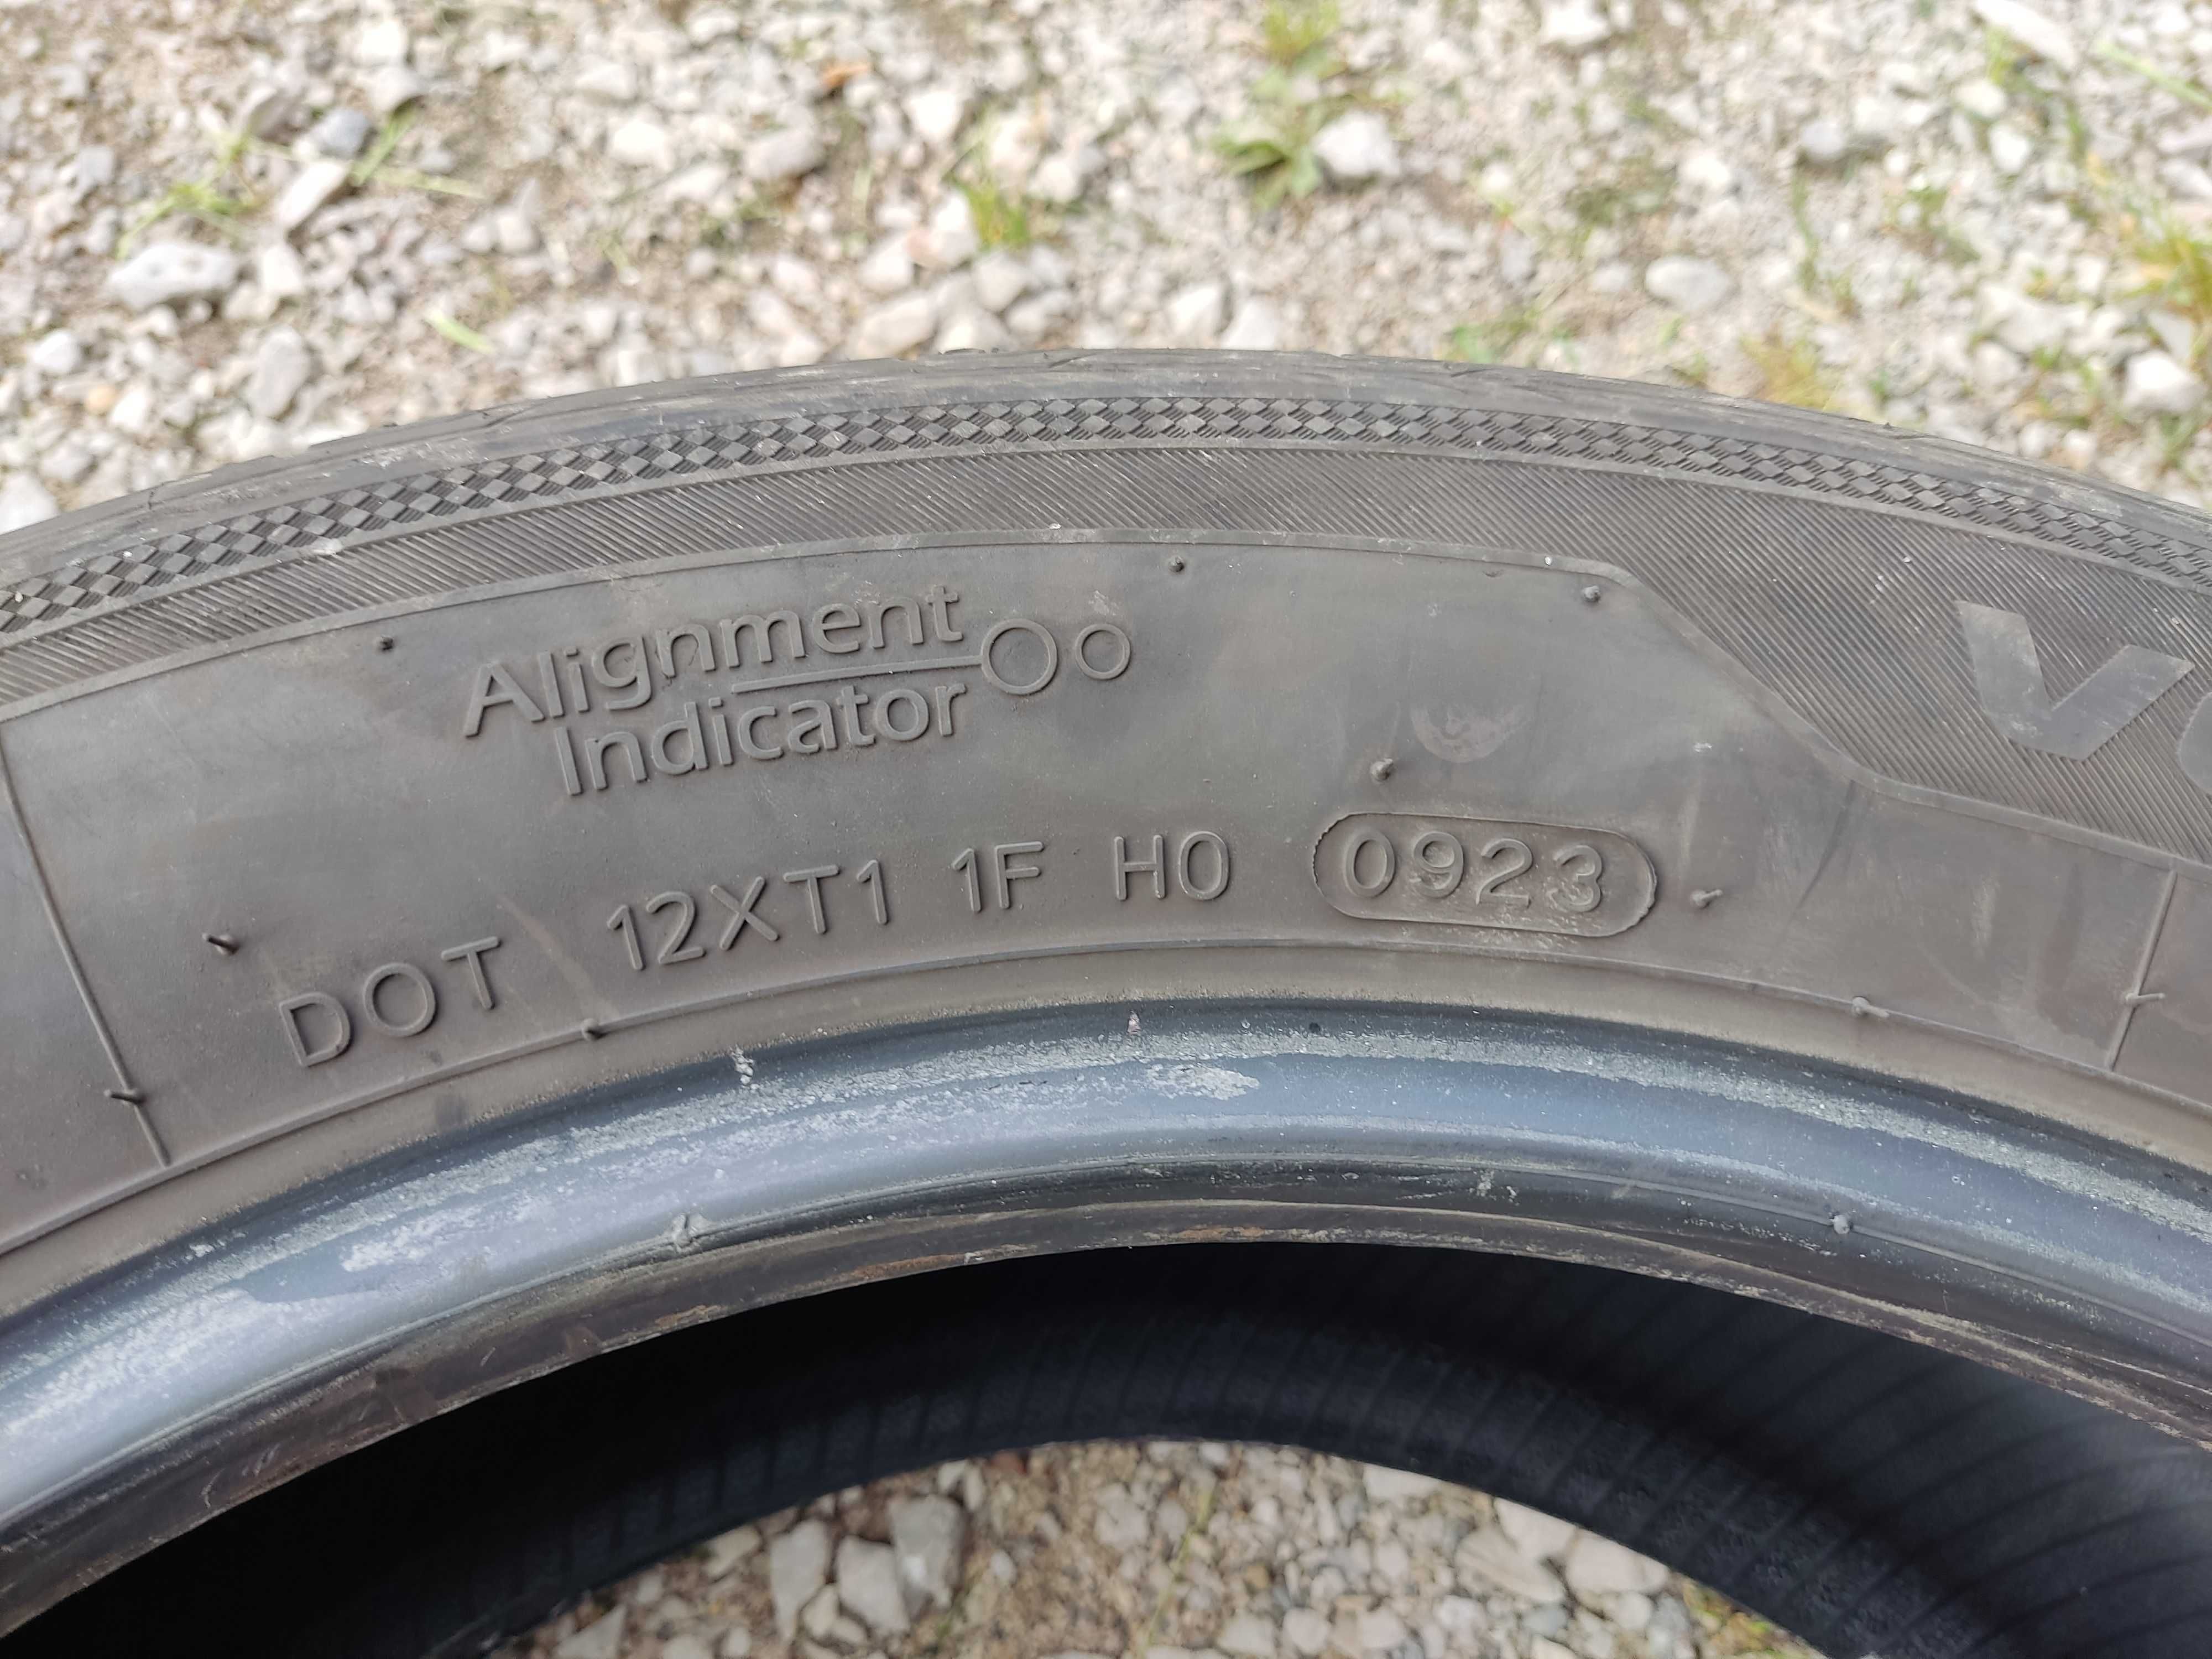 Alignment
Indicator
DOT 12XT1 1F H0 0923